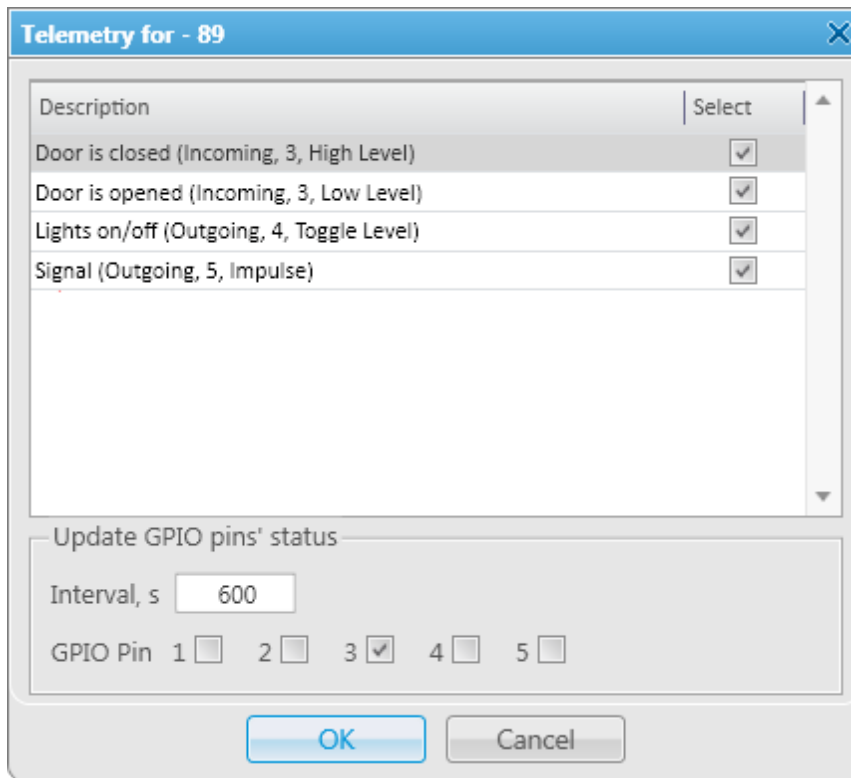 Telemetry for - 89
Description Select
Door is closed (Incoming, 3, High Level)
Door is opened (Incoming, 3, Low Level)
Lights on/off (Outgoing, 4, Toggle Level)
Signal (Outgoing, 5, Impulse)
Update GPIO pins' status
Interval, s 600
GPIO Pin 1 2 3 4 5
OK Cancel